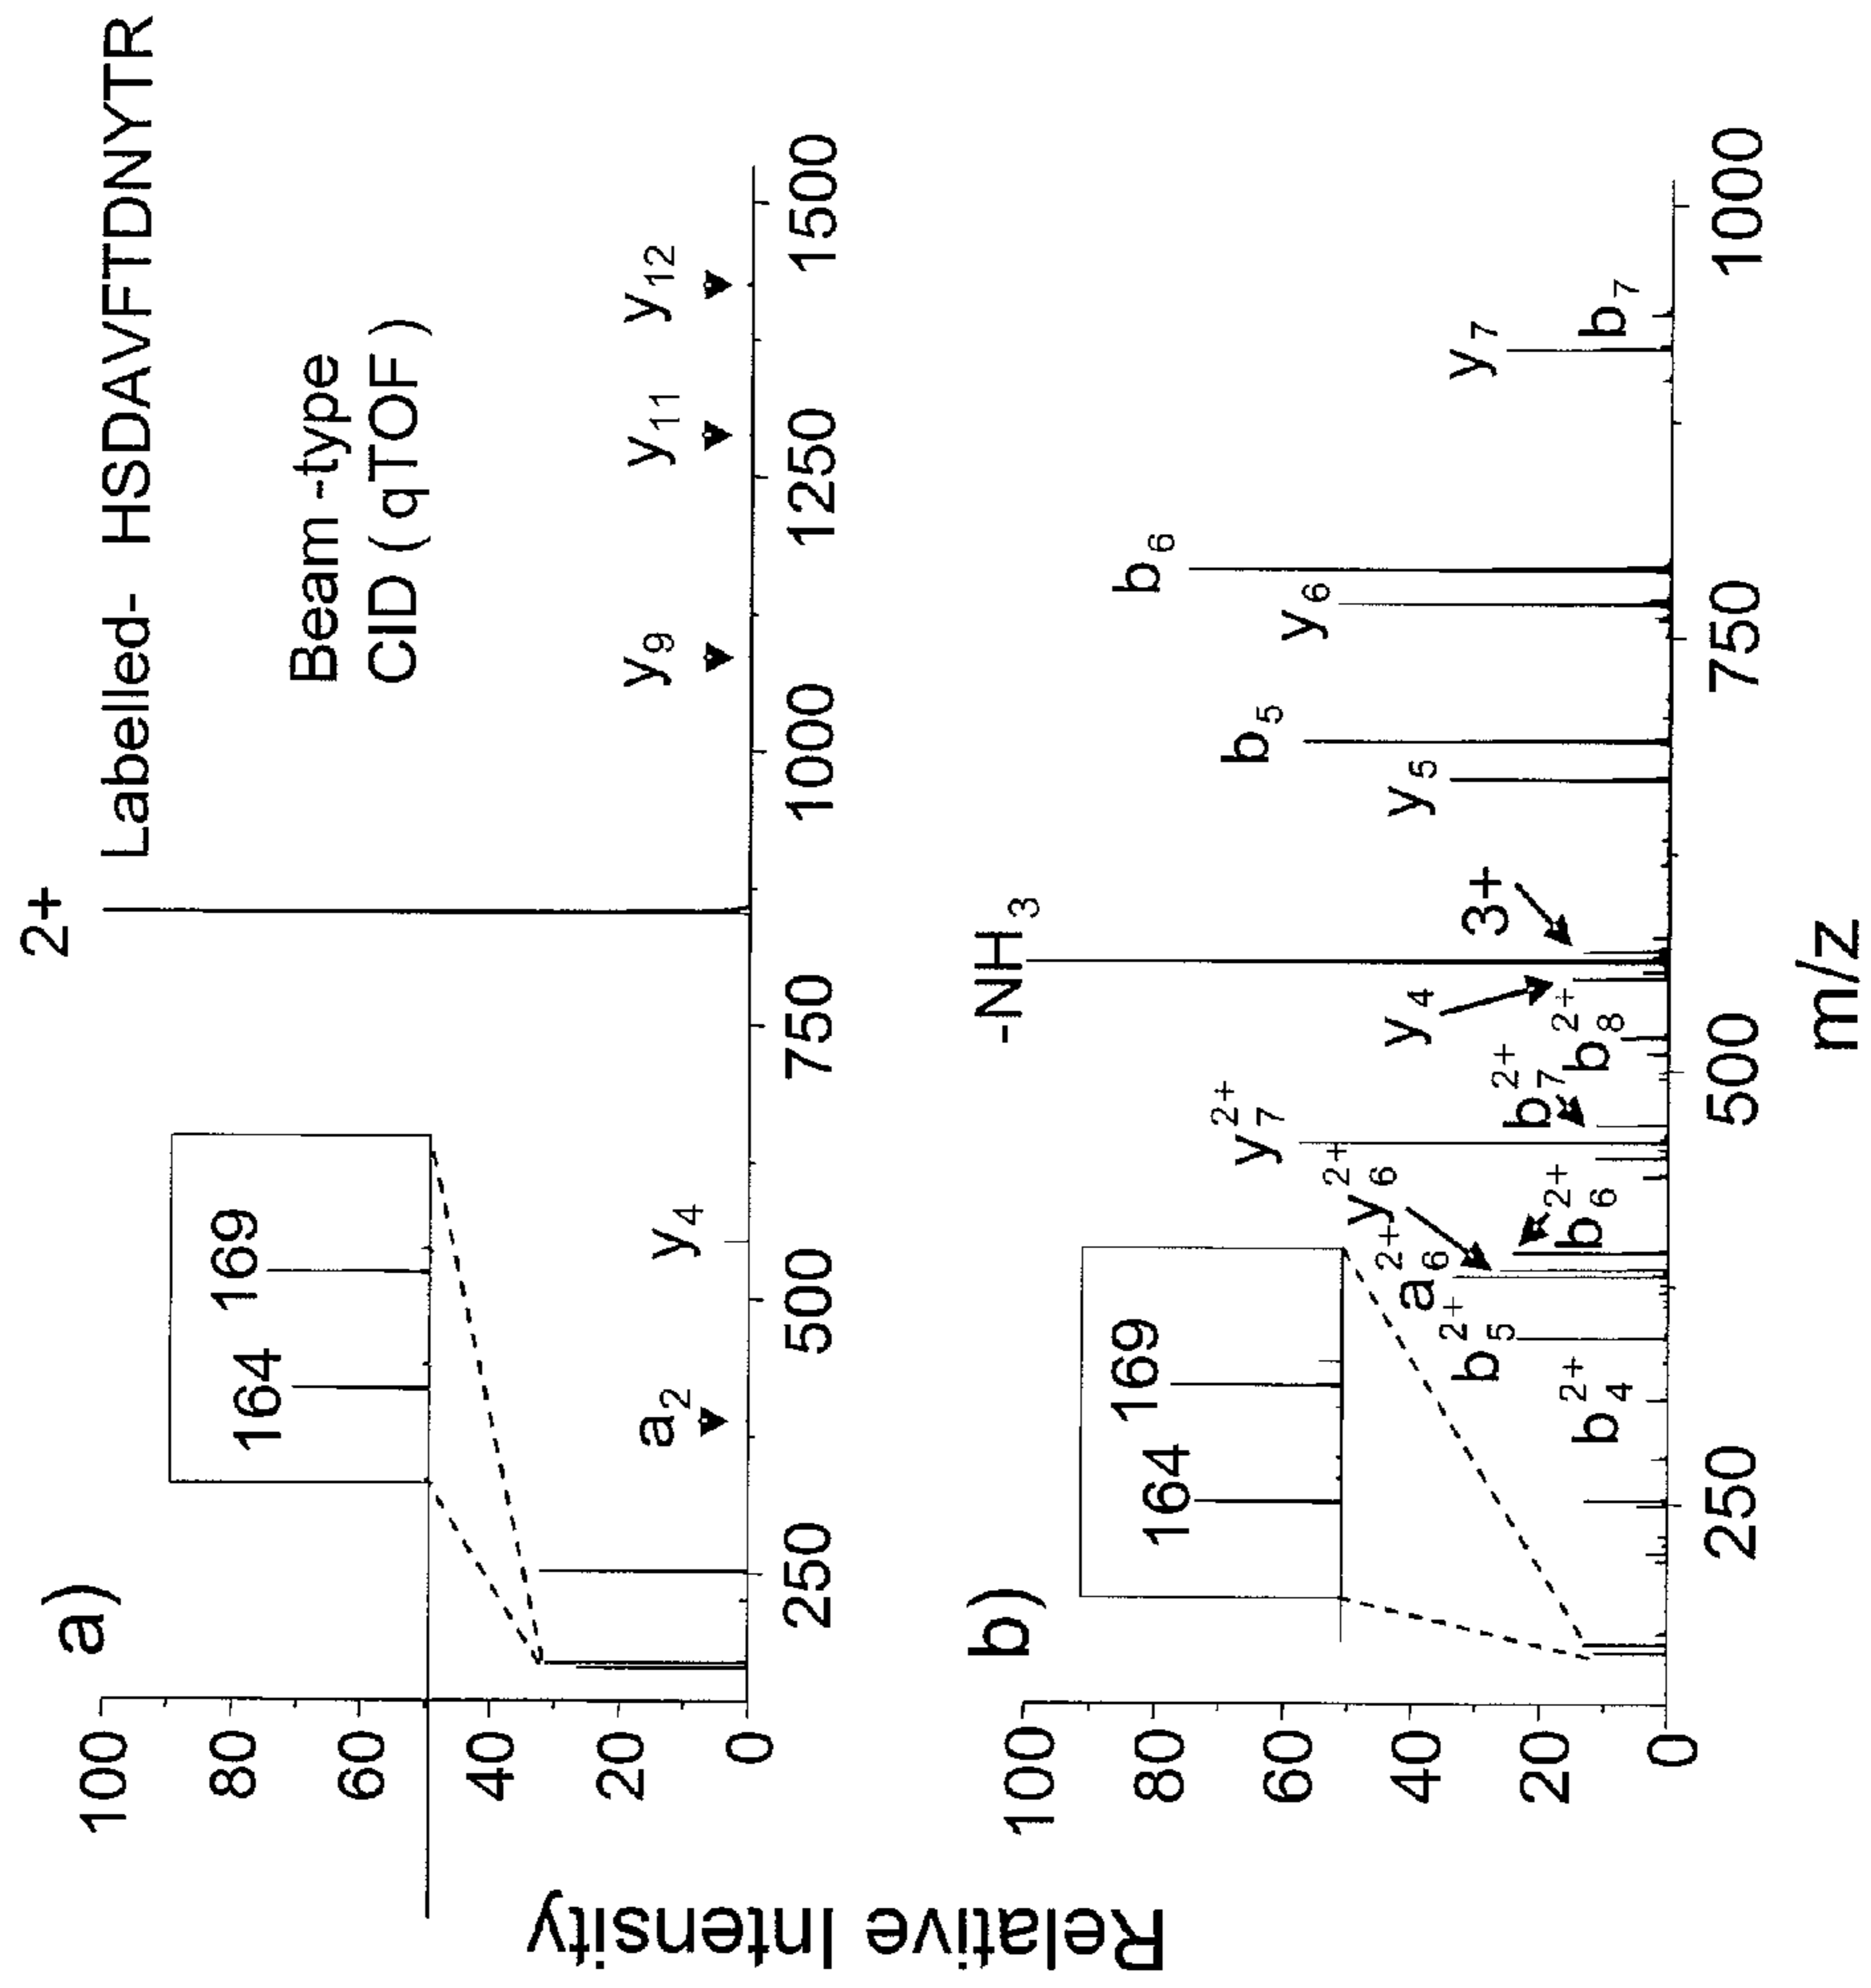 a)
2+
Labelled- HSDAVFTDNYTR
Beam-type
CID (qTOF)
164
169
a2
y4
y9
y11
y12
100
80
60
40
20
0
250
500
750
1000
1250
1500
Relative Intensity
b)
-NH3
164
169
b4 2+
b5 2+
a6 2+
y6 2+
b6 2+
y7 2+
b7 2+
b8 2+
y4
3+
y5
b5
y6
b6
y7
b7
100
80
60
40
20
0
250
500
750
1000
m/z